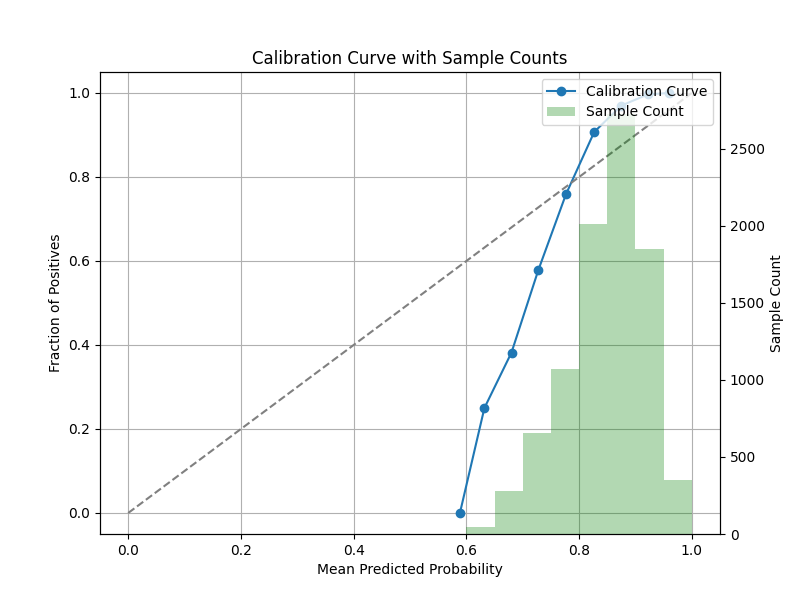 Calibration Curve with Sample Counts
Calibration Curve
Sample Count
1.0
0.8
0.6
0.4
0.2
0.0
Fraction of Positives
2500
2000
1500
1000
500
0
Sample Count
0.0 0.2 0.4 0.6 0.8 1.0
Mean Predicted Probability